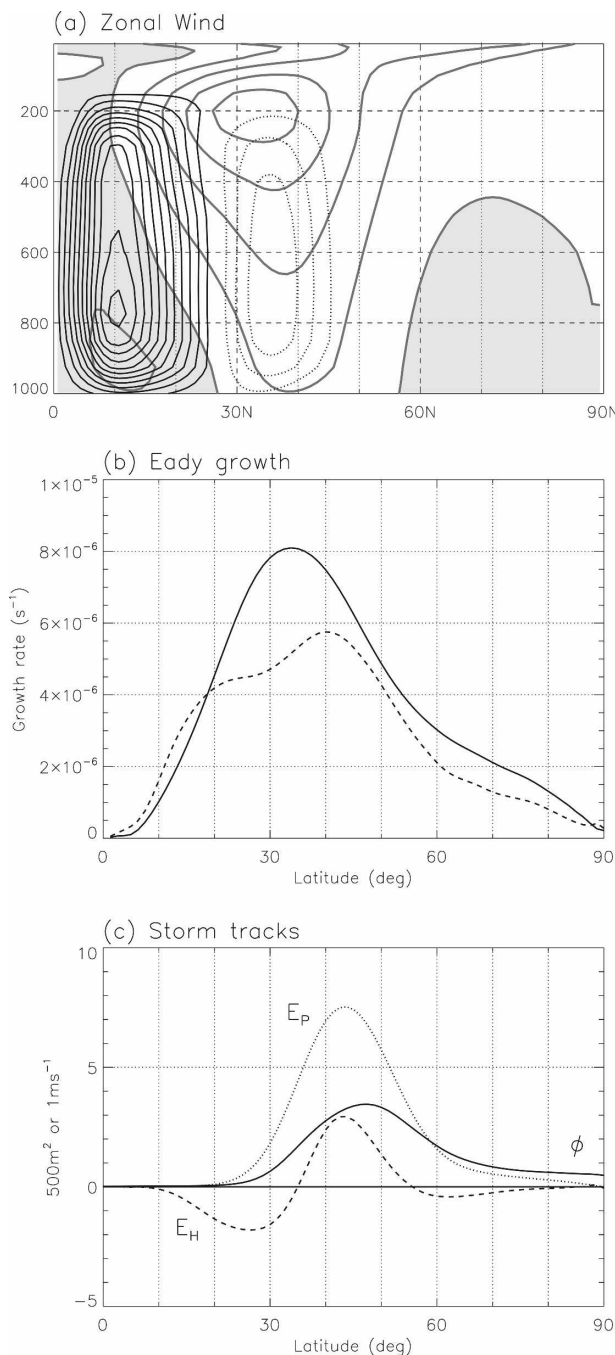 (a) Zonal Wind
200
400
600
800
1000
0 30N 60N 90N
(b) Eady growth
1×10⁻⁵
8×10⁻⁶
6×10⁻⁶
4×10⁻⁶
2×10⁻⁶
0
Growth rate (s⁻¹)
0 30 60 90
Latitude (deg)
(c) Storm tracks
10
5
0
-5
500m² or 1ms⁻¹
E_P
ϕ
E_H
0 30 60 90
Latitude (deg)